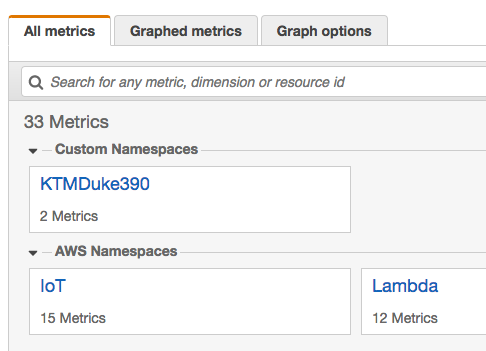 All metrics Graphed metrics Graph options
Search for any metric, dimension or resource id
33 Metrics
Custom Namespaces
KTMDuke390
2 Metrics
AWS Namespaces
IoT Lambda
15 Metrics 12 Metrics